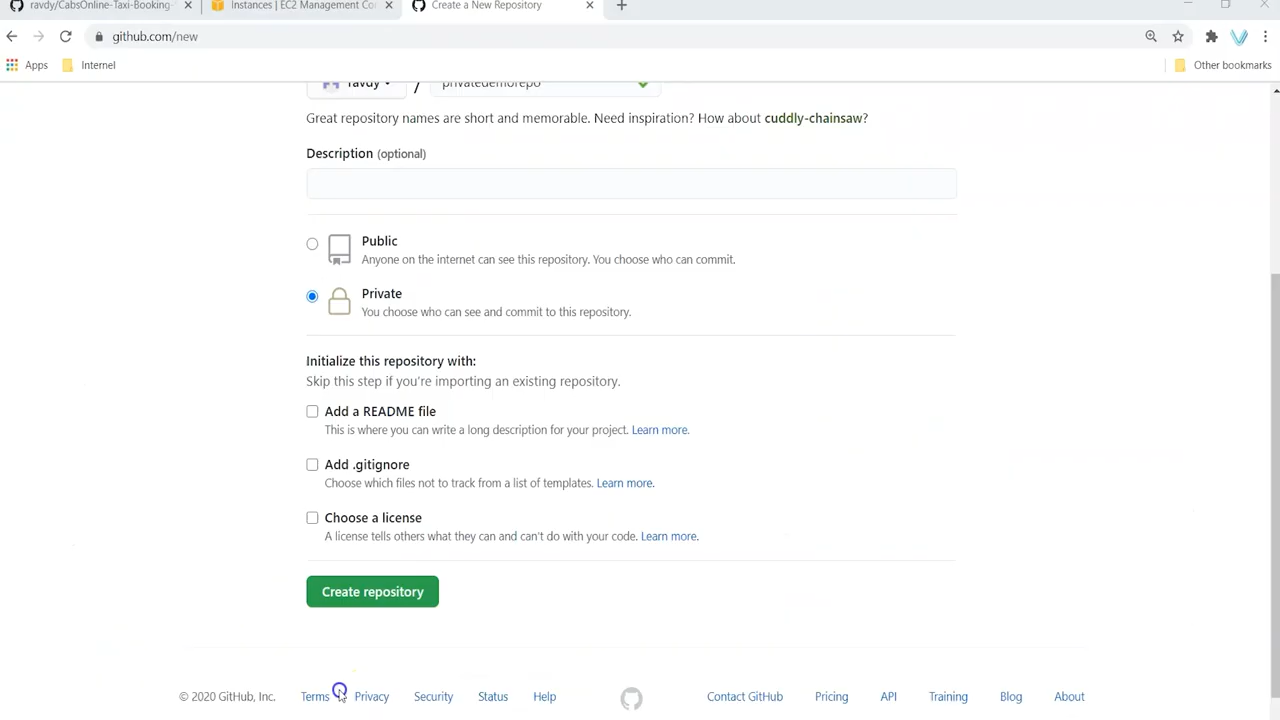 ravdy/CabsOnline-Taxi-Booking- Instances | EC2 Management Co Create a New Repository
github.com/new
Apps Internet Other bookmarks
ravdy / privatedemorepo
Great repository names are short and memorable. Need inspiration? How about cuddly-chainsaw?
Description (optional)
Public
Anyone on the internet can see this repository. You choose who can commit.
Private
You choose who can see and commit to this repository.
Initialize this repository with:
Skip this step if you're importing an existing repository.
Add a README file
This is where you can write a long description for your project. Learn more.
Add .gitignore
Choose which files not to track from a list of templates. Learn more.
Choose a license
A license tells others what they can and can't do with your code. Learn more.
Create repository
© 2020 GitHub, Inc. Terms Privacy Security Status Help Contact GitHub Pricing API Training Blog About